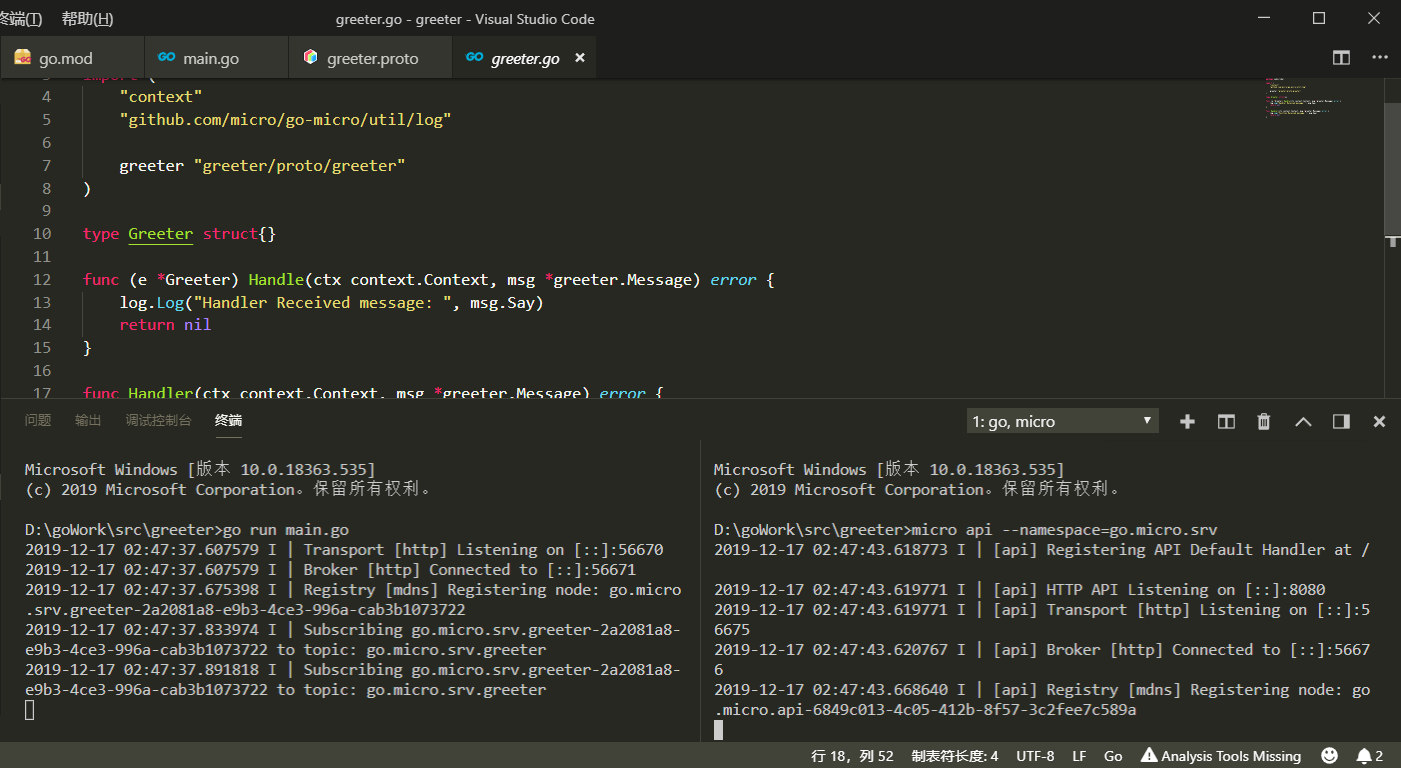 终端(T) 帮助(H) greeter.go - greeter - Visual Studio Code
go.mod main.go greeter.proto greeter.go
3 import (
4 "context"
5 "github.com/micro/go-micro/util/log"
6
7 greeter "greeter/proto/greeter"
8 )
9
10 type Greeter struct{}
11
12 func (e *Greeter) Handle(ctx context.Context, msg *greeter.Message) error {
13 log.Log("Handler Received message: ", msg.Say)
14 return nil
15 }
16
17 func Handler(ctx context.Context, msg *greeter.Message) error {
问题 输出 调试控制台 终端 1: go, micro
Microsoft Windows [版本 10.0.18363.535]
(c) 2019 Microsoft Corporation。保留所有权利。
D:\goWork\src\greeter>go run main.go
2019-12-17 02:47:37.607579 I | Transport [http] Listening on [::]:56670
2019-12-17 02:47:37.607579 I | Broker [http] Connected to [::]:56671
2019-12-17 02:47:37.675398 I | Registry [mdns] Registering node: go.micro
.srv.greeter-2a2081a8-e9b3-4ce3-996a-cab3b1073722
2019-12-17 02:47:37.833974 I | Subscribing go.micro.srv.greeter-2a2081a8-
e9b3-4ce3-996a-cab3b1073722 to topic: go.micro.srv.greeter
2019-12-17 02:47:37.891818 I | Subscribing go.micro.srv.greeter-2a2081a8-
e9b3-4ce3-996a-cab3b1073722 to topic: go.micro.srv.greeter
Microsoft Windows [版本 10.0.18363.535]
(c) 2019 Microsoft Corporation。保留所有权利。
D:\goWork\src\greeter>micro api --namespace=go.micro.srv
2019-12-17 02:47:43.618773 I | [api] Registering API Default Handler at /
2019-12-17 02:47:43.619771 I | [api] HTTP API Listening on [::]:8080
2019-12-17 02:47:43.619771 I | [api] Transport [http] Listening on [::]:5
6675
2019-12-17 02:47:43.620767 I | [api] Broker [http] Connected to [::]:5667
6
2019-12-17 02:47:43.668640 I | [api] Registry [mdns] Registering node: go
.micro.api-6849c013-4c05-412b-8f57-3c2fee7c589a
行 18，列 52 制表符长度: 4 UTF-8 LF Go Analysis Tools Missing 2